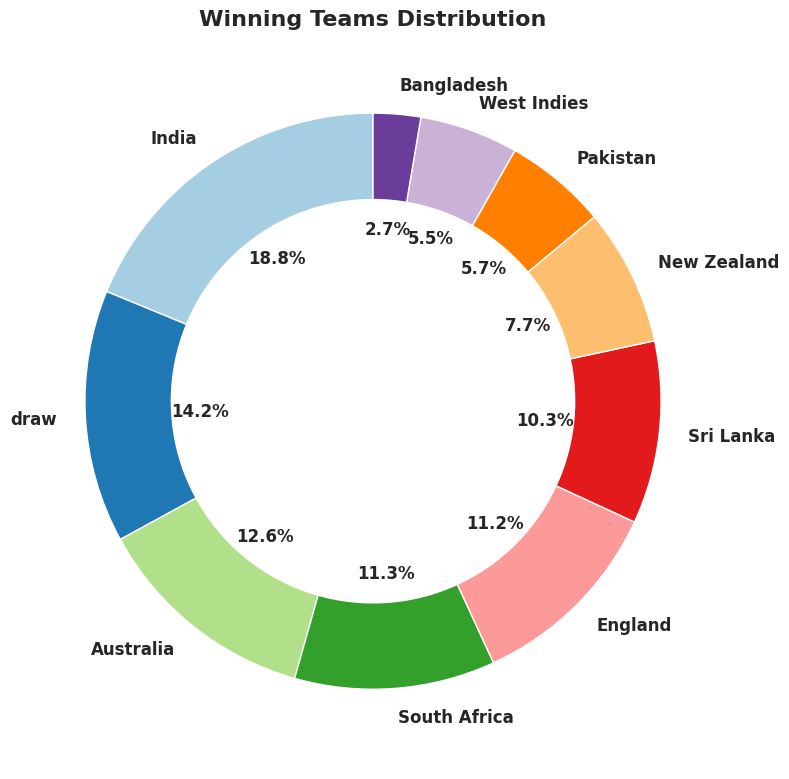 Winning Teams Distribution
Bangladesh
West Indies
India
Pakistan
2.7%
5.5%
18.8%
5.7%
New Zealand
7.7%
draw
14.2%
10.3%
Sri Lanka
12.6%
11.2%
11.3%
England
Australia
South Africa